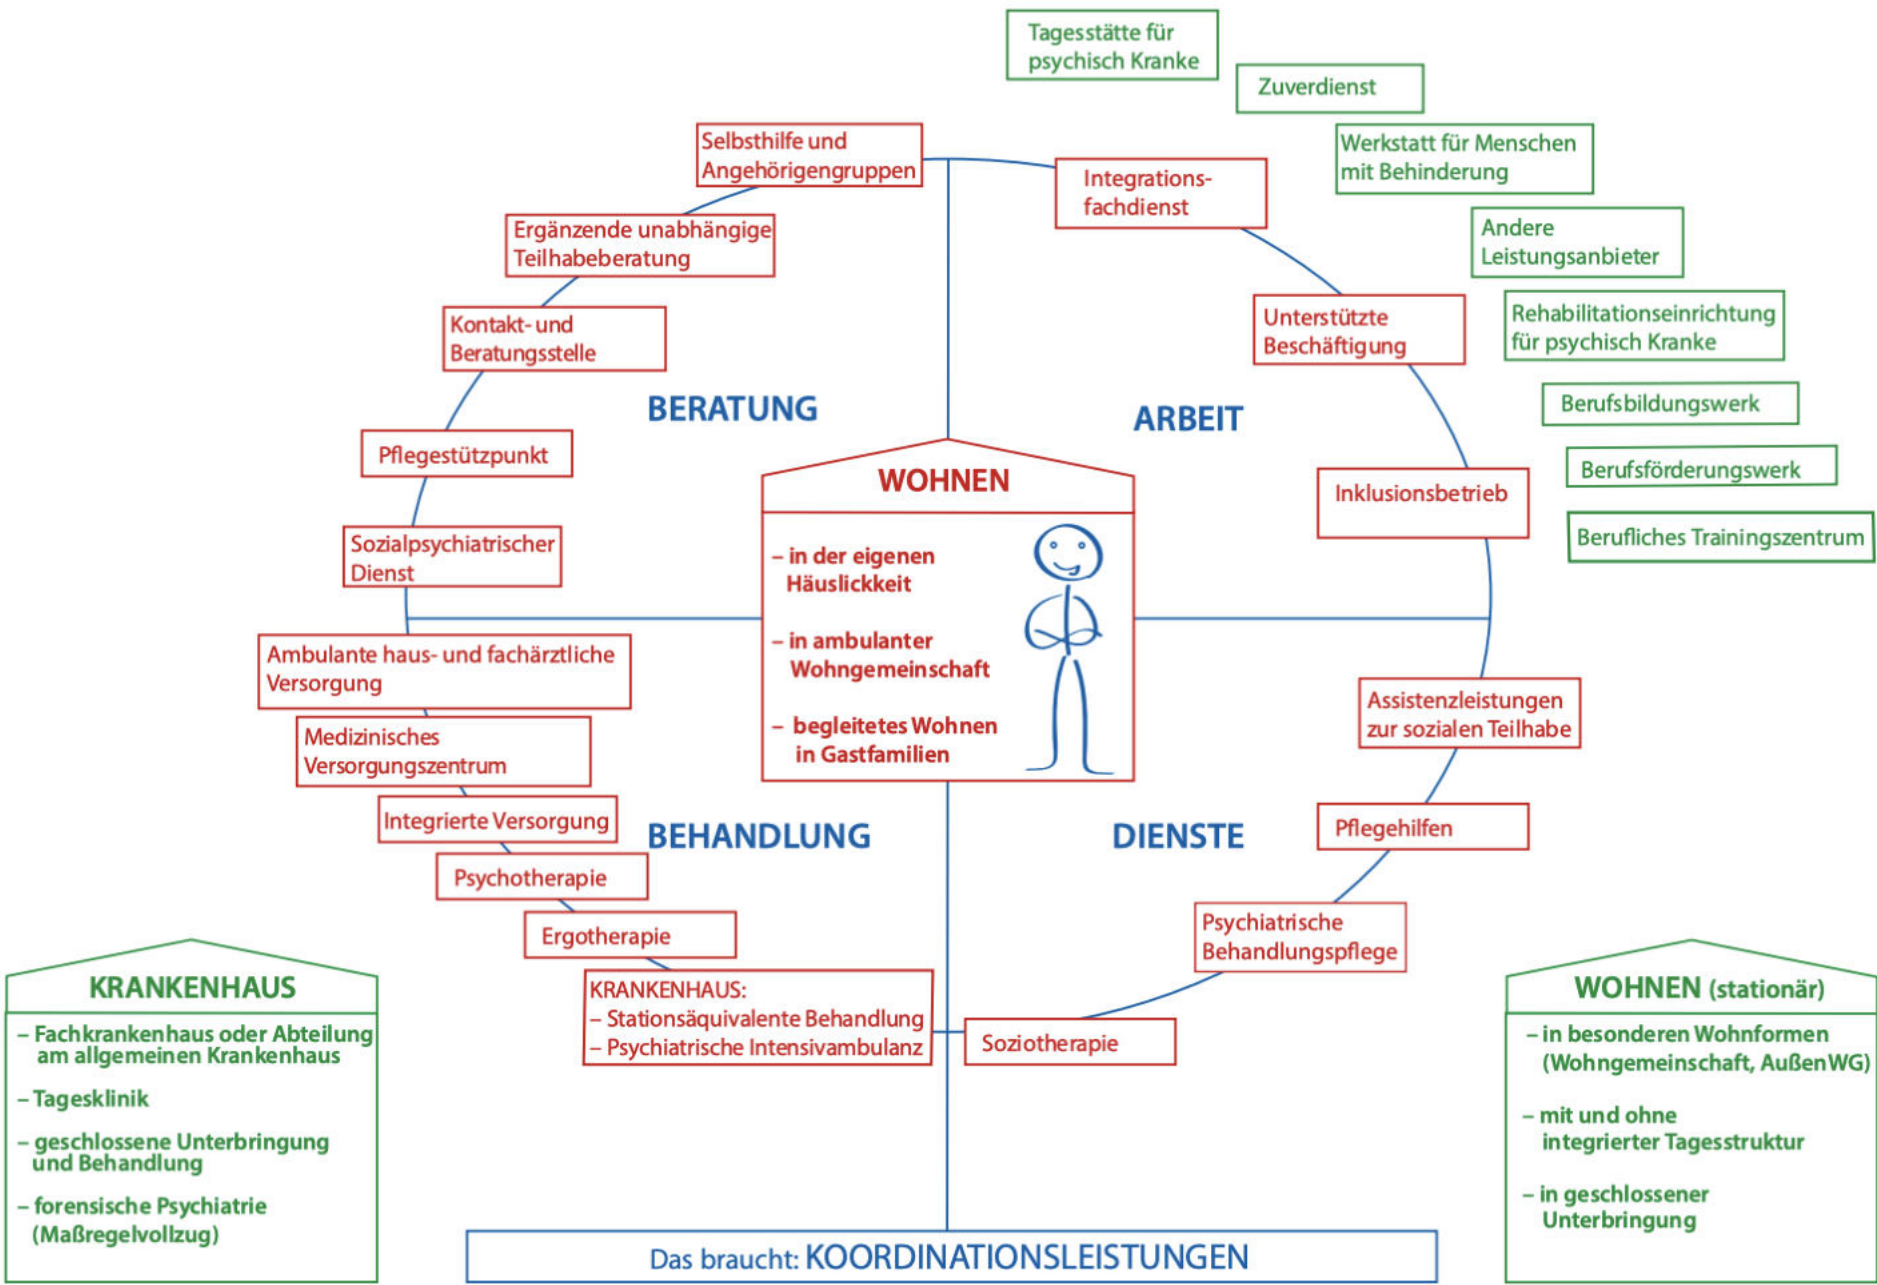 Tagesstätte für
psychisch Kranke
Zuverdienst
Werkstatt für Menschen
mit Behinderung
Andere
Leistungsanbieter
Rehabilitationseinrichtung
für psychisch Kranke
Berufsbildungswerk
Berufsförderungswerk
Berufliches Trainingszentrum
Selbsthilfe und
Angehörigengruppen
Ergänzende unabhängige
Teilhabeberatung
Kontakt- und
Beratungsstelle
Pflegestützpunkt
Sozialpsychiatrischer
Dienst
BERATUNG
Integrations-
fachdienst
Unterstützte
Beschäftigung
Inklusionsbetrieb
ARBEIT
WOHNEN
– in der eigenen
Häuslickkeit
– in ambulanter
Wohngemeinschaft
– begleitetes Wohnen
in Gastfamilien
Ambulante haus- und fachärztliche
Versorgung
Medizinisches
Versorgungszentrum
Integrierte Versorgung
Psychotherapie
Ergotherapie
KRANKENHAUS:
– Stationsäquivalente Behandlung
– Psychiatrische Intensivambulanz
BEHANDLUNG
DIENSTE
Assistenzleistungen
zur sozialen Teilhabe
Pflegehilfen
Psychiatrische
Behandlungspflege
Soziotherapie
KRANKENHAUS
– Fachkrankenhaus oder Abteilung
am allgemeinen Krankenhaus
– Tagesklinik
– geschlossene Unterbringung
und Behandlung
– forensische Psychiatrie
(Maßregelvollzug)
WOHNEN (stationär)
– in besonderen Wohnformen
(Wohngemeinschaft, AußenWG)
– mit und ohne
integrierter Tagesstruktur
– in geschlossener
Unterbringung
Das braucht: KOORDINATIONSLEISTUNGEN